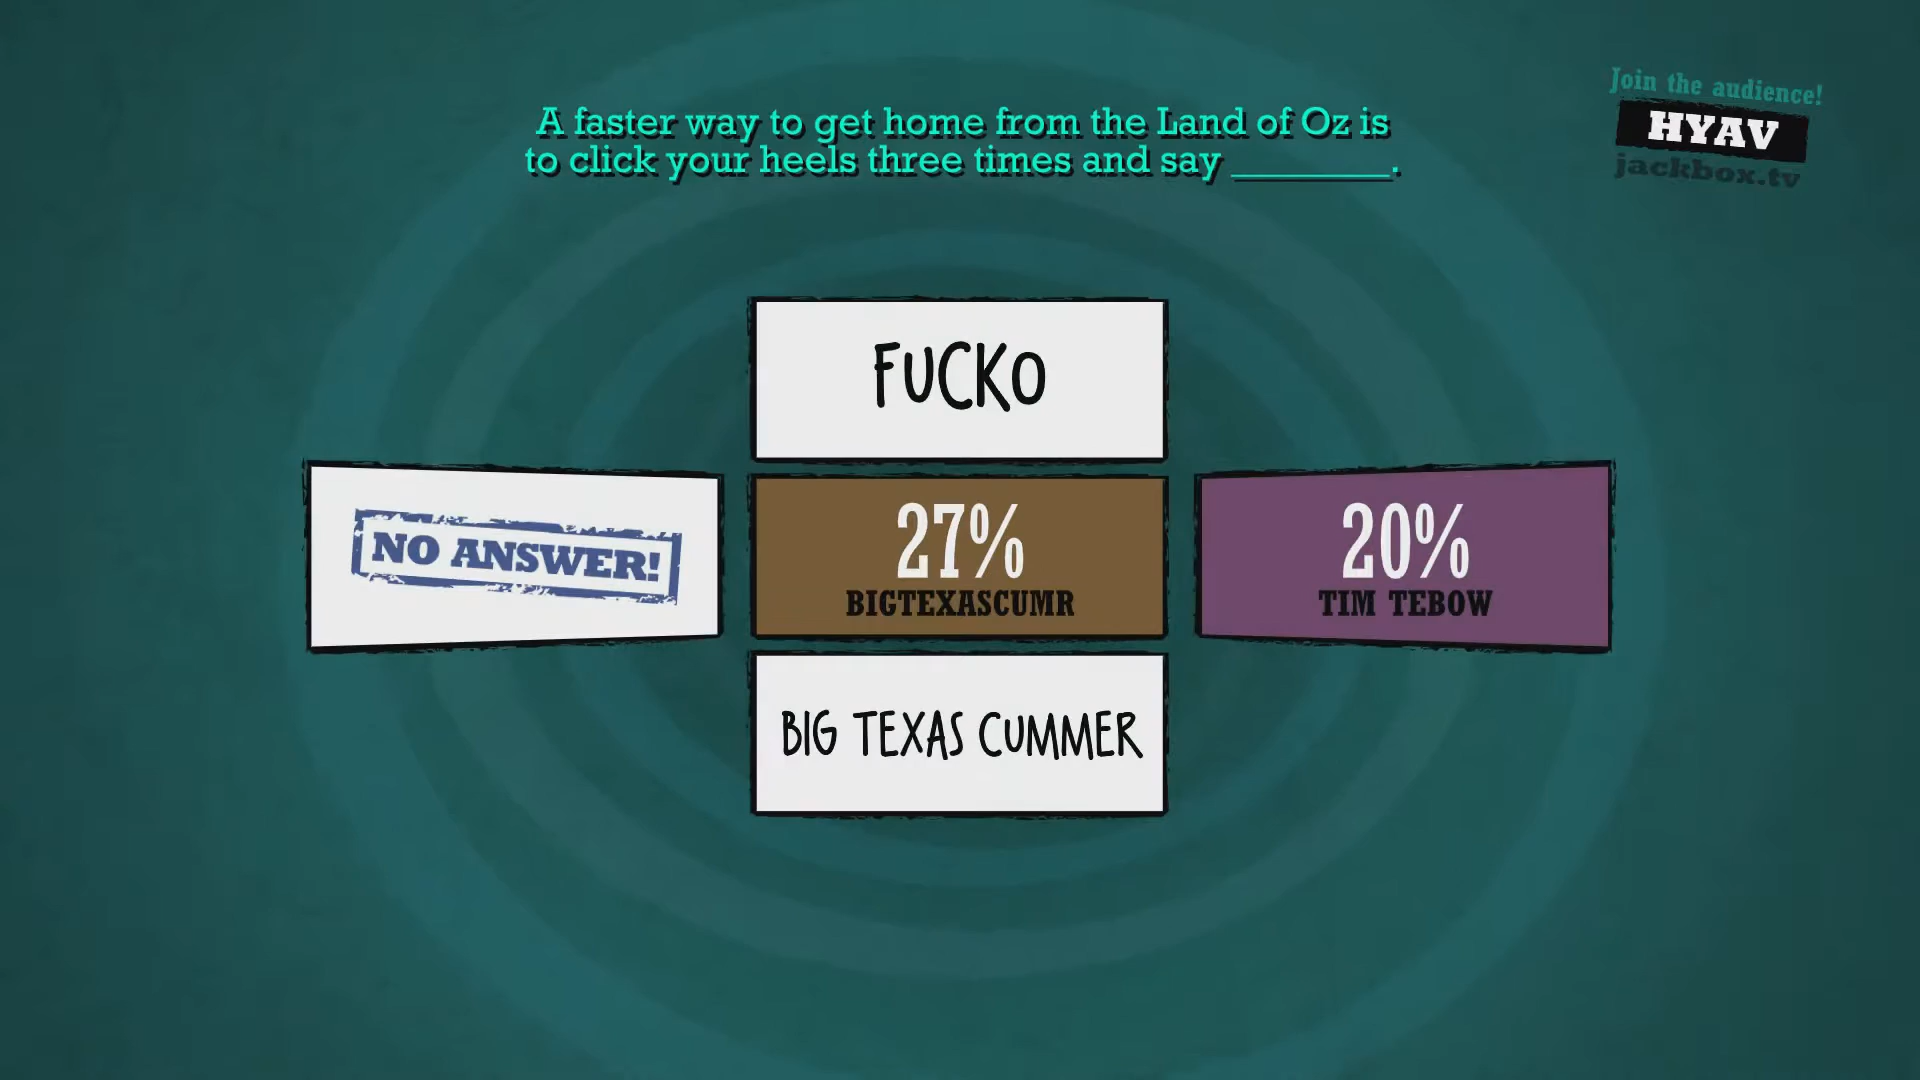 Join the audience!
HYAV
jackbox.tv
A faster way to get home from the Land of Oz is
to click your heels three times and say ________.
FUCKO
NO ANSWER!
27%
BIGTEXASCUMR
20%
TIM TEBOW
BIG TEXAS CUMMER